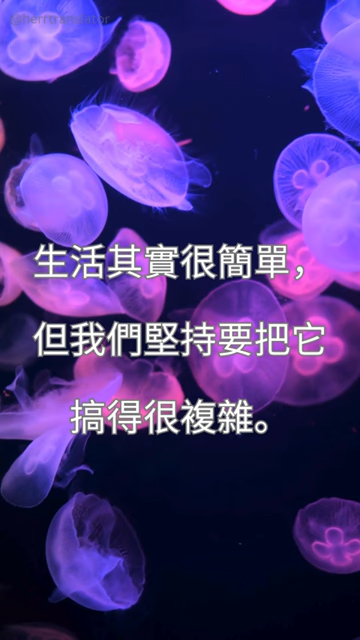 生活其實很簡單，
但我們堅持要把它
搞得很複雜。